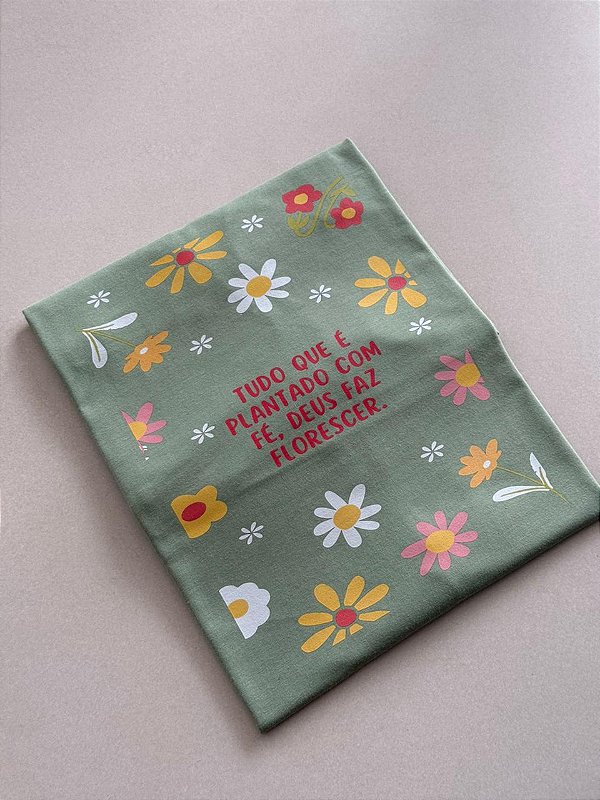 TUDO QUE É
PLANTADO COM
FÉ, DEUS FAZ
FLORESCER.